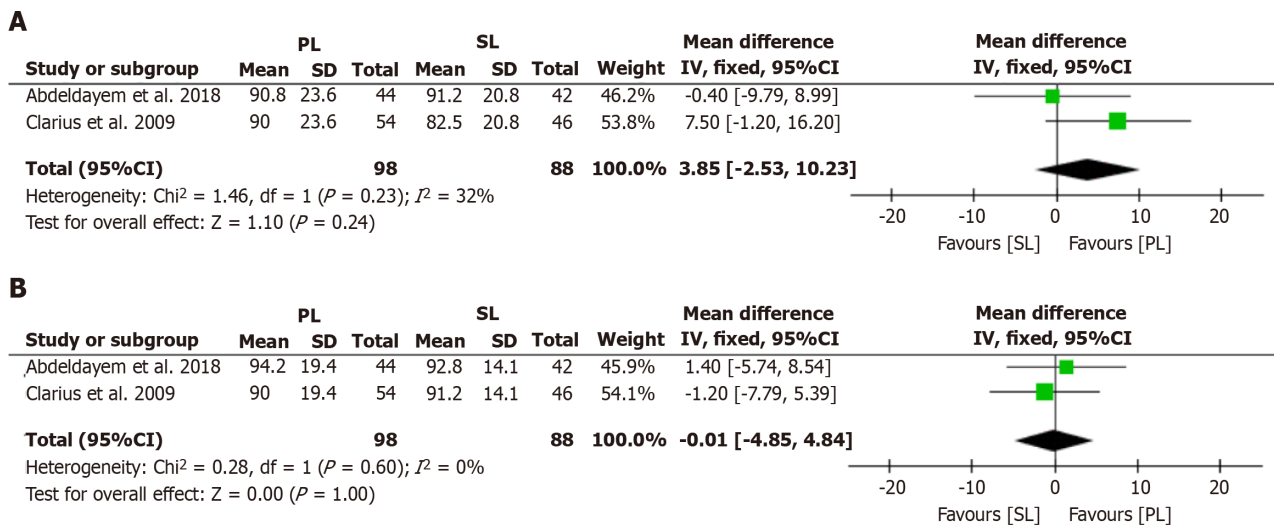 A
PL SL Mean difference Mean difference
Study or subgroup Mean SD Total Mean SD Total Weight IV, fixed, 95%CI IV, fixed, 95%CI
Abdeldayem et al. 2018 90.8 23.6 44 91.2 20.8 42 46.2% -0.40 [-9.79, 8.99]
Clarius et al. 2009 90 23.6 54 82.5 20.8 46 53.8% 7.50 [-1.20, 16.20]
Total (95%CI) 98 88 100.0% 3.85 [-2.53, 10.23]
Heterogeneity: Chi² = 1.46, df = 1 (P = 0.23); I² = 32%
Test for overall effect: Z = 1.10 (P = 0.24)
-20 -10 0 10 20
Favours [SL] Favours [PL]
B
PL SL Mean difference Mean difference
Study or subgroup Mean SD Total Mean SD Total Weight IV, fixed, 95%CI IV, fixed, 95%CI
Abdeldayem et al. 2018 94.2 19.4 44 92.8 14.1 42 45.9% 1.40 [-5.74, 8.54]
Clarius et al. 2009 90 19.4 54 91.2 14.1 46 54.1% -1.20 [-7.79, 5.39]
Total (95%CI) 98 88 100.0% -0.01 [-4.85, 4.84]
Heterogeneity: Chi² = 0.28, df = 1 (P = 0.60); I² = 0%
Test for overall effect: Z = 0.00 (P = 1.00)
-20 -10 0 10 20
Favours [SL] Favours [PL]